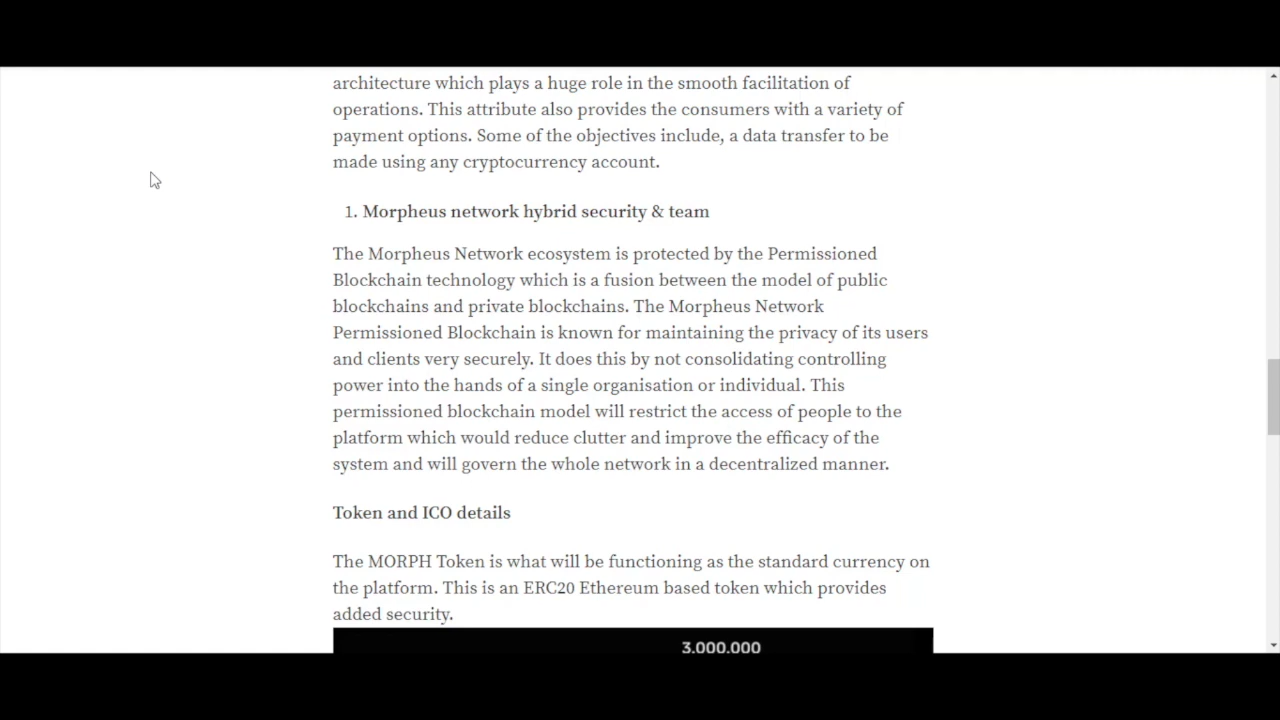 architecture which plays a huge role in the smooth facilitation of
operations. This attribute also provides the consumers with a variety of
payment options. Some of the objectives include, a data transfer to be
made using any cryptocurrency account.
1. Morpheus network hybrid security & team
The Morpheus Network ecosystem is protected by the Permissioned
Blockchain technology which is a fusion between the model of public
blockchains and private blockchains. The Morpheus Network
Permissioned Blockchain is known for maintaining the privacy of its users
and clients very securely. It does this by not consolidating controlling
power into the hands of a single organisation or individual. This
permissioned blockchain model will restrict the access of people to the
platform which would reduce clutter and improve the efficacy of the
system and will govern the whole network in a decentralized manner.
Token and ICO details
The MORPH Token is what will be functioning as the standard currency on
the platform. This is an ERC20 Ethereum based token which provides
added security.
3,000,000